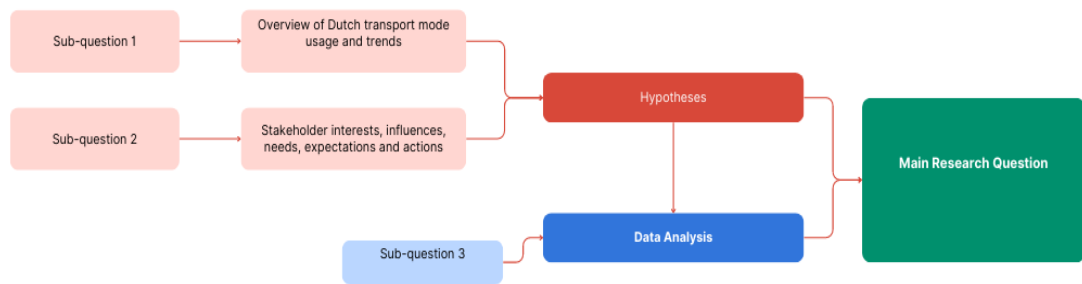 Sub-question 1
Overview of Dutch transport mode
usage and trends
Hypotheses
Sub-question 2
Stakeholder interests, influences,
needs, expectations and actions
Main Research Question
Data Analysis
Sub-question 3